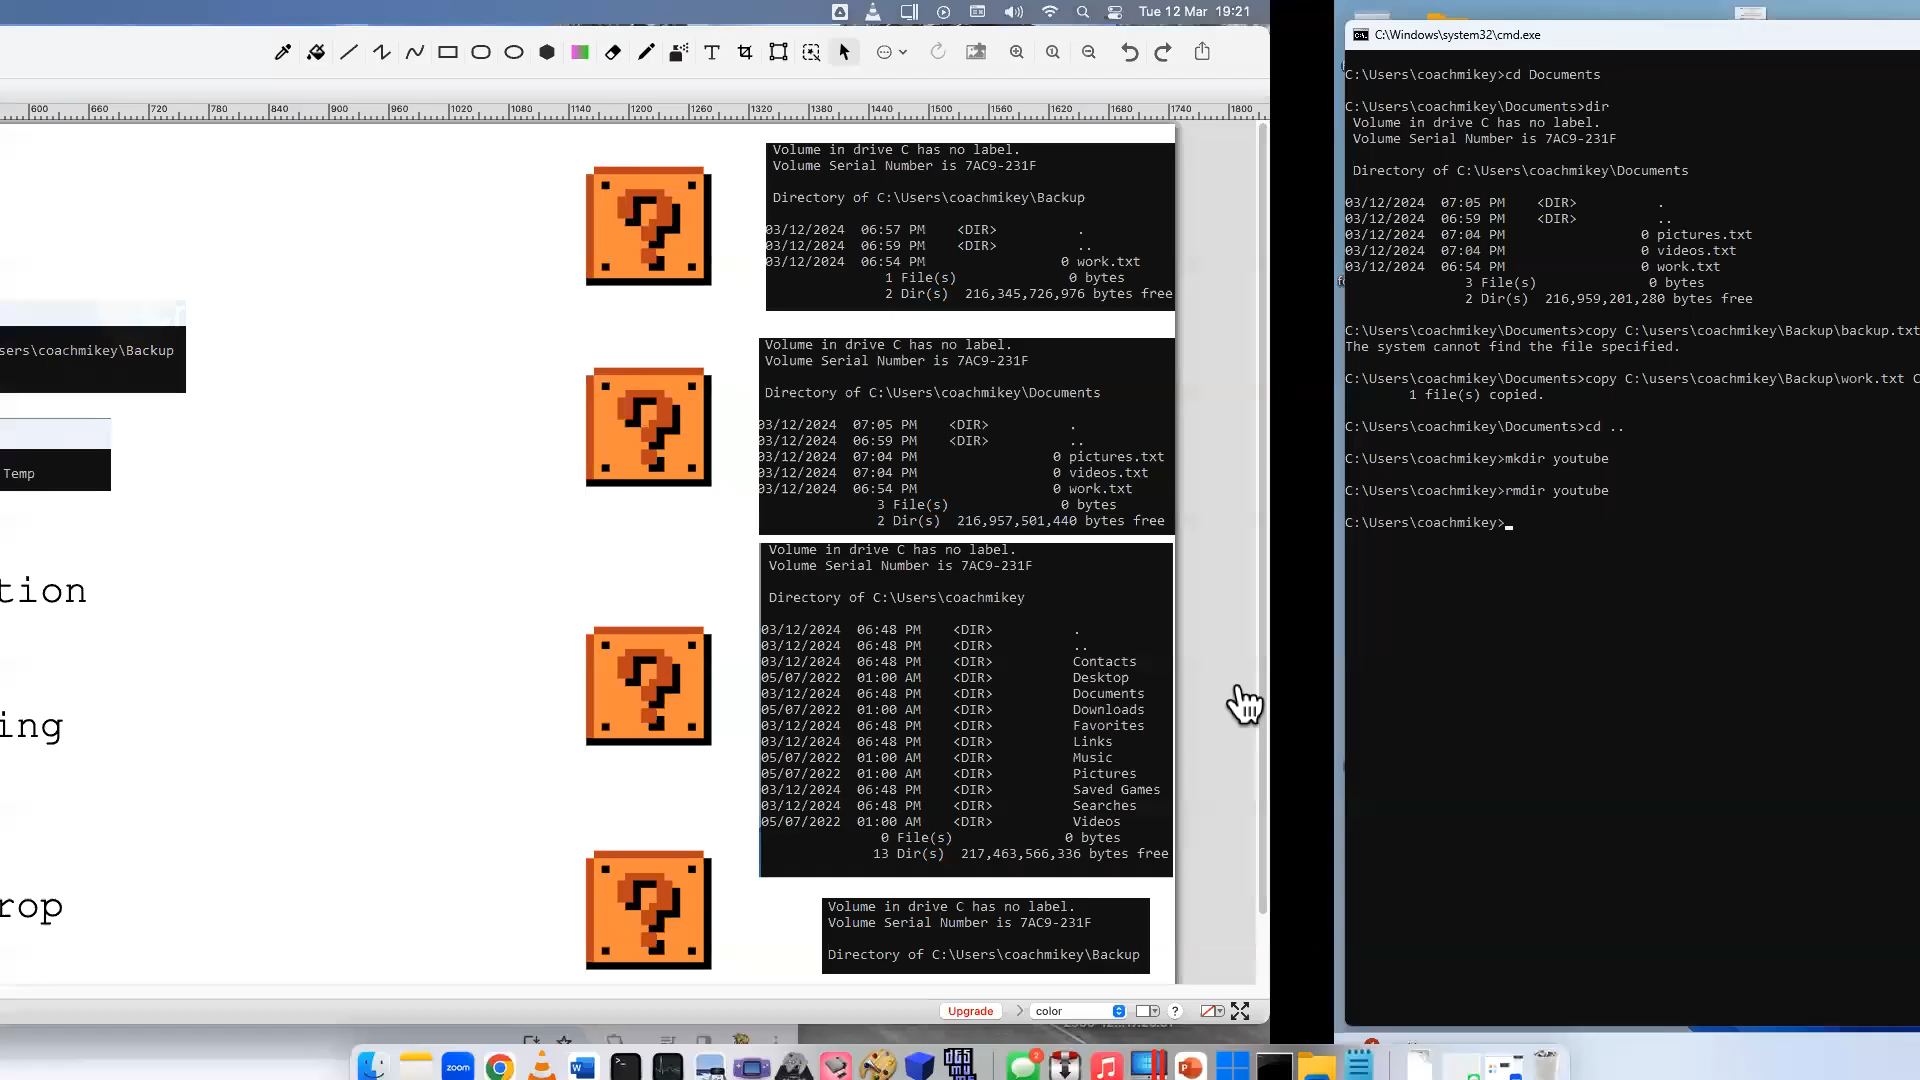 Tue 12 Mar 19:21
600 660 720 780 840 900 960 1020 1080 1140 1200 1260 1320 1380 1440 1500 1560 1620 1680 1740 1800
sers\coachmikey\Backup
Temp
tion
ing
rop
Volume in drive C has no label.
Volume Serial Number is 7AC9-231F
Directory of C:\Users\coachmikey\Backup
03/12/2024 06:57 PM <DIR> .
03/12/2024 06:59 PM <DIR> ..
03/12/2024 06:54 PM 0 work.txt
1 File(s) 0 bytes
2 Dir(s) 216,345,726,976 bytes free
Volume in drive C has no label.
Volume Serial Number is 7AC9-231F
Directory of C:\Users\coachmikey\Documents
03/12/2024 07:05 PM <DIR> .
03/12/2024 06:59 PM <DIR> ..
03/12/2024 07:04 PM 0 pictures.txt
03/12/2024 07:04 PM 0 videos.txt
03/12/2024 06:54 PM 0 work.txt
3 File(s) 0 bytes
2 Dir(s) 216,957,501,440 bytes free
Volume in drive C has no label.
Volume Serial Number is 7AC9-231F
Directory of C:\Users\coachmikey
03/12/2024 06:48 PM <DIR> .
03/12/2024 06:48 PM <DIR> ..
03/12/2024 06:48 PM <DIR> Contacts
05/07/2022 01:00 AM <DIR> Desktop
03/12/2024 06:48 PM <DIR> Documents
05/07/2022 01:00 AM <DIR> Downloads
03/12/2024 06:48 PM <DIR> Favorites
03/12/2024 06:48 PM <DIR> Links
05/07/2022 01:00 AM <DIR> Music
05/07/2022 01:00 AM <DIR> Pictures
03/12/2024 06:48 PM <DIR> Saved Games
03/12/2024 06:48 PM <DIR> Searches
05/07/2022 01:00 AM <DIR> Videos
0 File(s) 0 bytes
13 Dir(s) 217,463,566,336 bytes free
Volume in drive C has no label.
Volume Serial Number is 7AC9-231F
Directory of C:\Users\coachmikey\Backup
Upgrade color
zoom
C:\Windows\system32\cmd.exe
C:\Users\coachmikey>cd Documents
C:\Users\coachmikey\Documents>dir
Volume in drive C has no label.
Volume Serial Number is 7AC9-231F
Directory of C:\Users\coachmikey\Documents
03/12/2024 07:05 PM <DIR> .
03/12/2024 06:59 PM <DIR> ..
03/12/2024 07:04 PM 0 pictures.txt
03/12/2024 07:04 PM 0 videos.txt
03/12/2024 06:54 PM 0 work.txt
3 File(s) 0 bytes
2 Dir(s) 216,959,201,280 bytes free
C:\Users\coachmikey\Documents>copy C:\users\coachmikey\Backup\backup.txt
The system cannot find the file specified.
C:\Users\coachmikey\Documents>copy C:\users\coachmikey\Backup\work.txt C
1 file(s) copied.
C:\Users\coachmikey\Documents>cd ..
C:\Users\coachmikey>mkdir youtube
C:\Users\coachmikey>rmdir youtube
C:\Users\coachmikey>